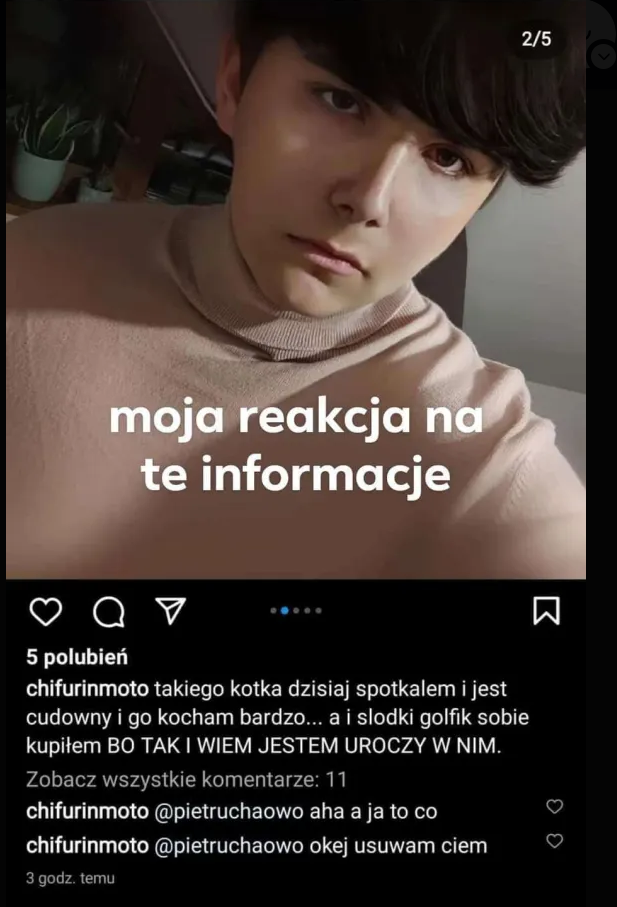 2/5
moja reakcja na
te informacje
5 polubień
chifurinmoto takiego kotka dzisiaj spotkalem i jest
cudowny i go kocham bardzo... a i slodki golfik sobie
kupiłem BO TAK I WIEM JESTEM UROCZY W NIM.
Zobacz wszystkie komentarze: 11
chifurinmoto @pietruchaowo aha a ja to co
chifurinmoto @pietruchaowo okej usuwam ciem
3 godz. temu